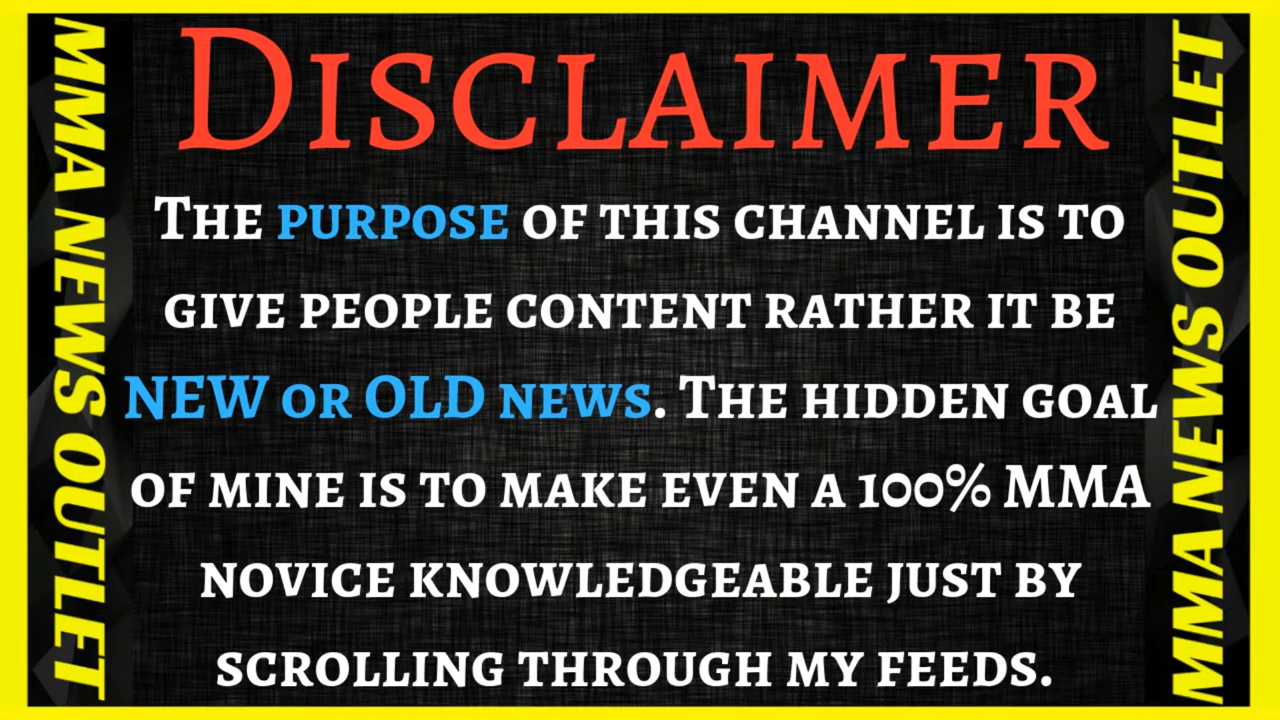 Disclaimer
The purpose of this channel is to
give people content rather it be
NEW or OLD news. The hidden goal
of mine is to make even a 100% MMA
novice knowledgeable just by
scrolling through my feeds.
MMA NEWS OUTLET
MMA NEWS OUTLET